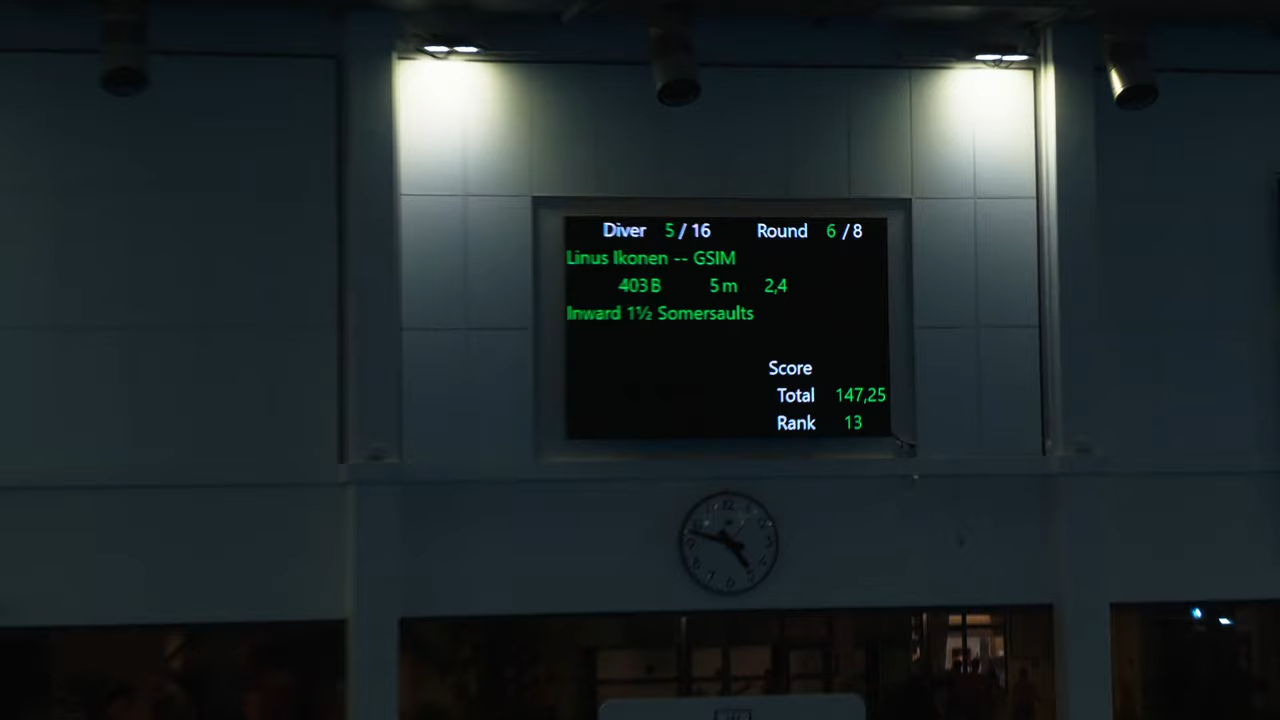 Diver 5 / 16 Round 6 / 8
Linus Ikonen -- GSIM
403 B 5 m 2,4
Inward 1½ Somersaults
Score
Total 147,25
Rank 13